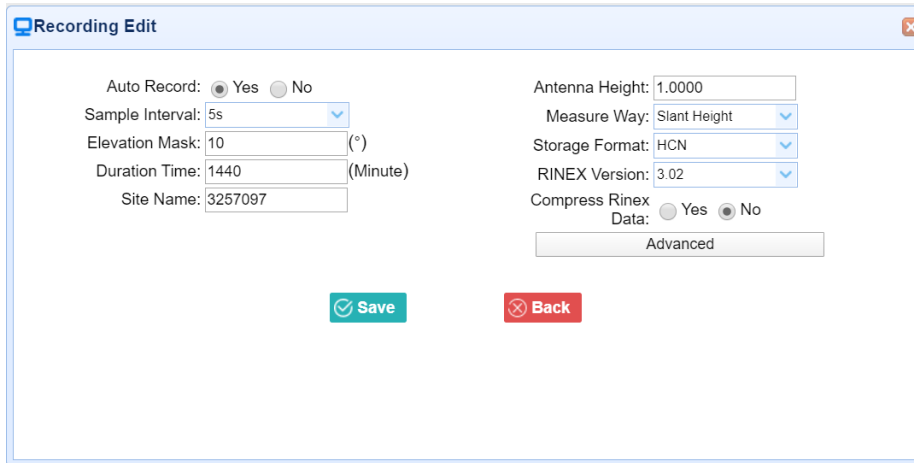 Recording Edit
Auto Record: Yes No
Sample Interval: 5s
Elevation Mask: 10 (°)
Duration Time: 1440 (Minute)
Site Name: 3257097
Antenna Height: 1.0000
Measure Way: Slant Height
Storage Format: HCN
RINEX Version: 3.02
Compress Rinex
Data: Yes No
Advanced
Save Back